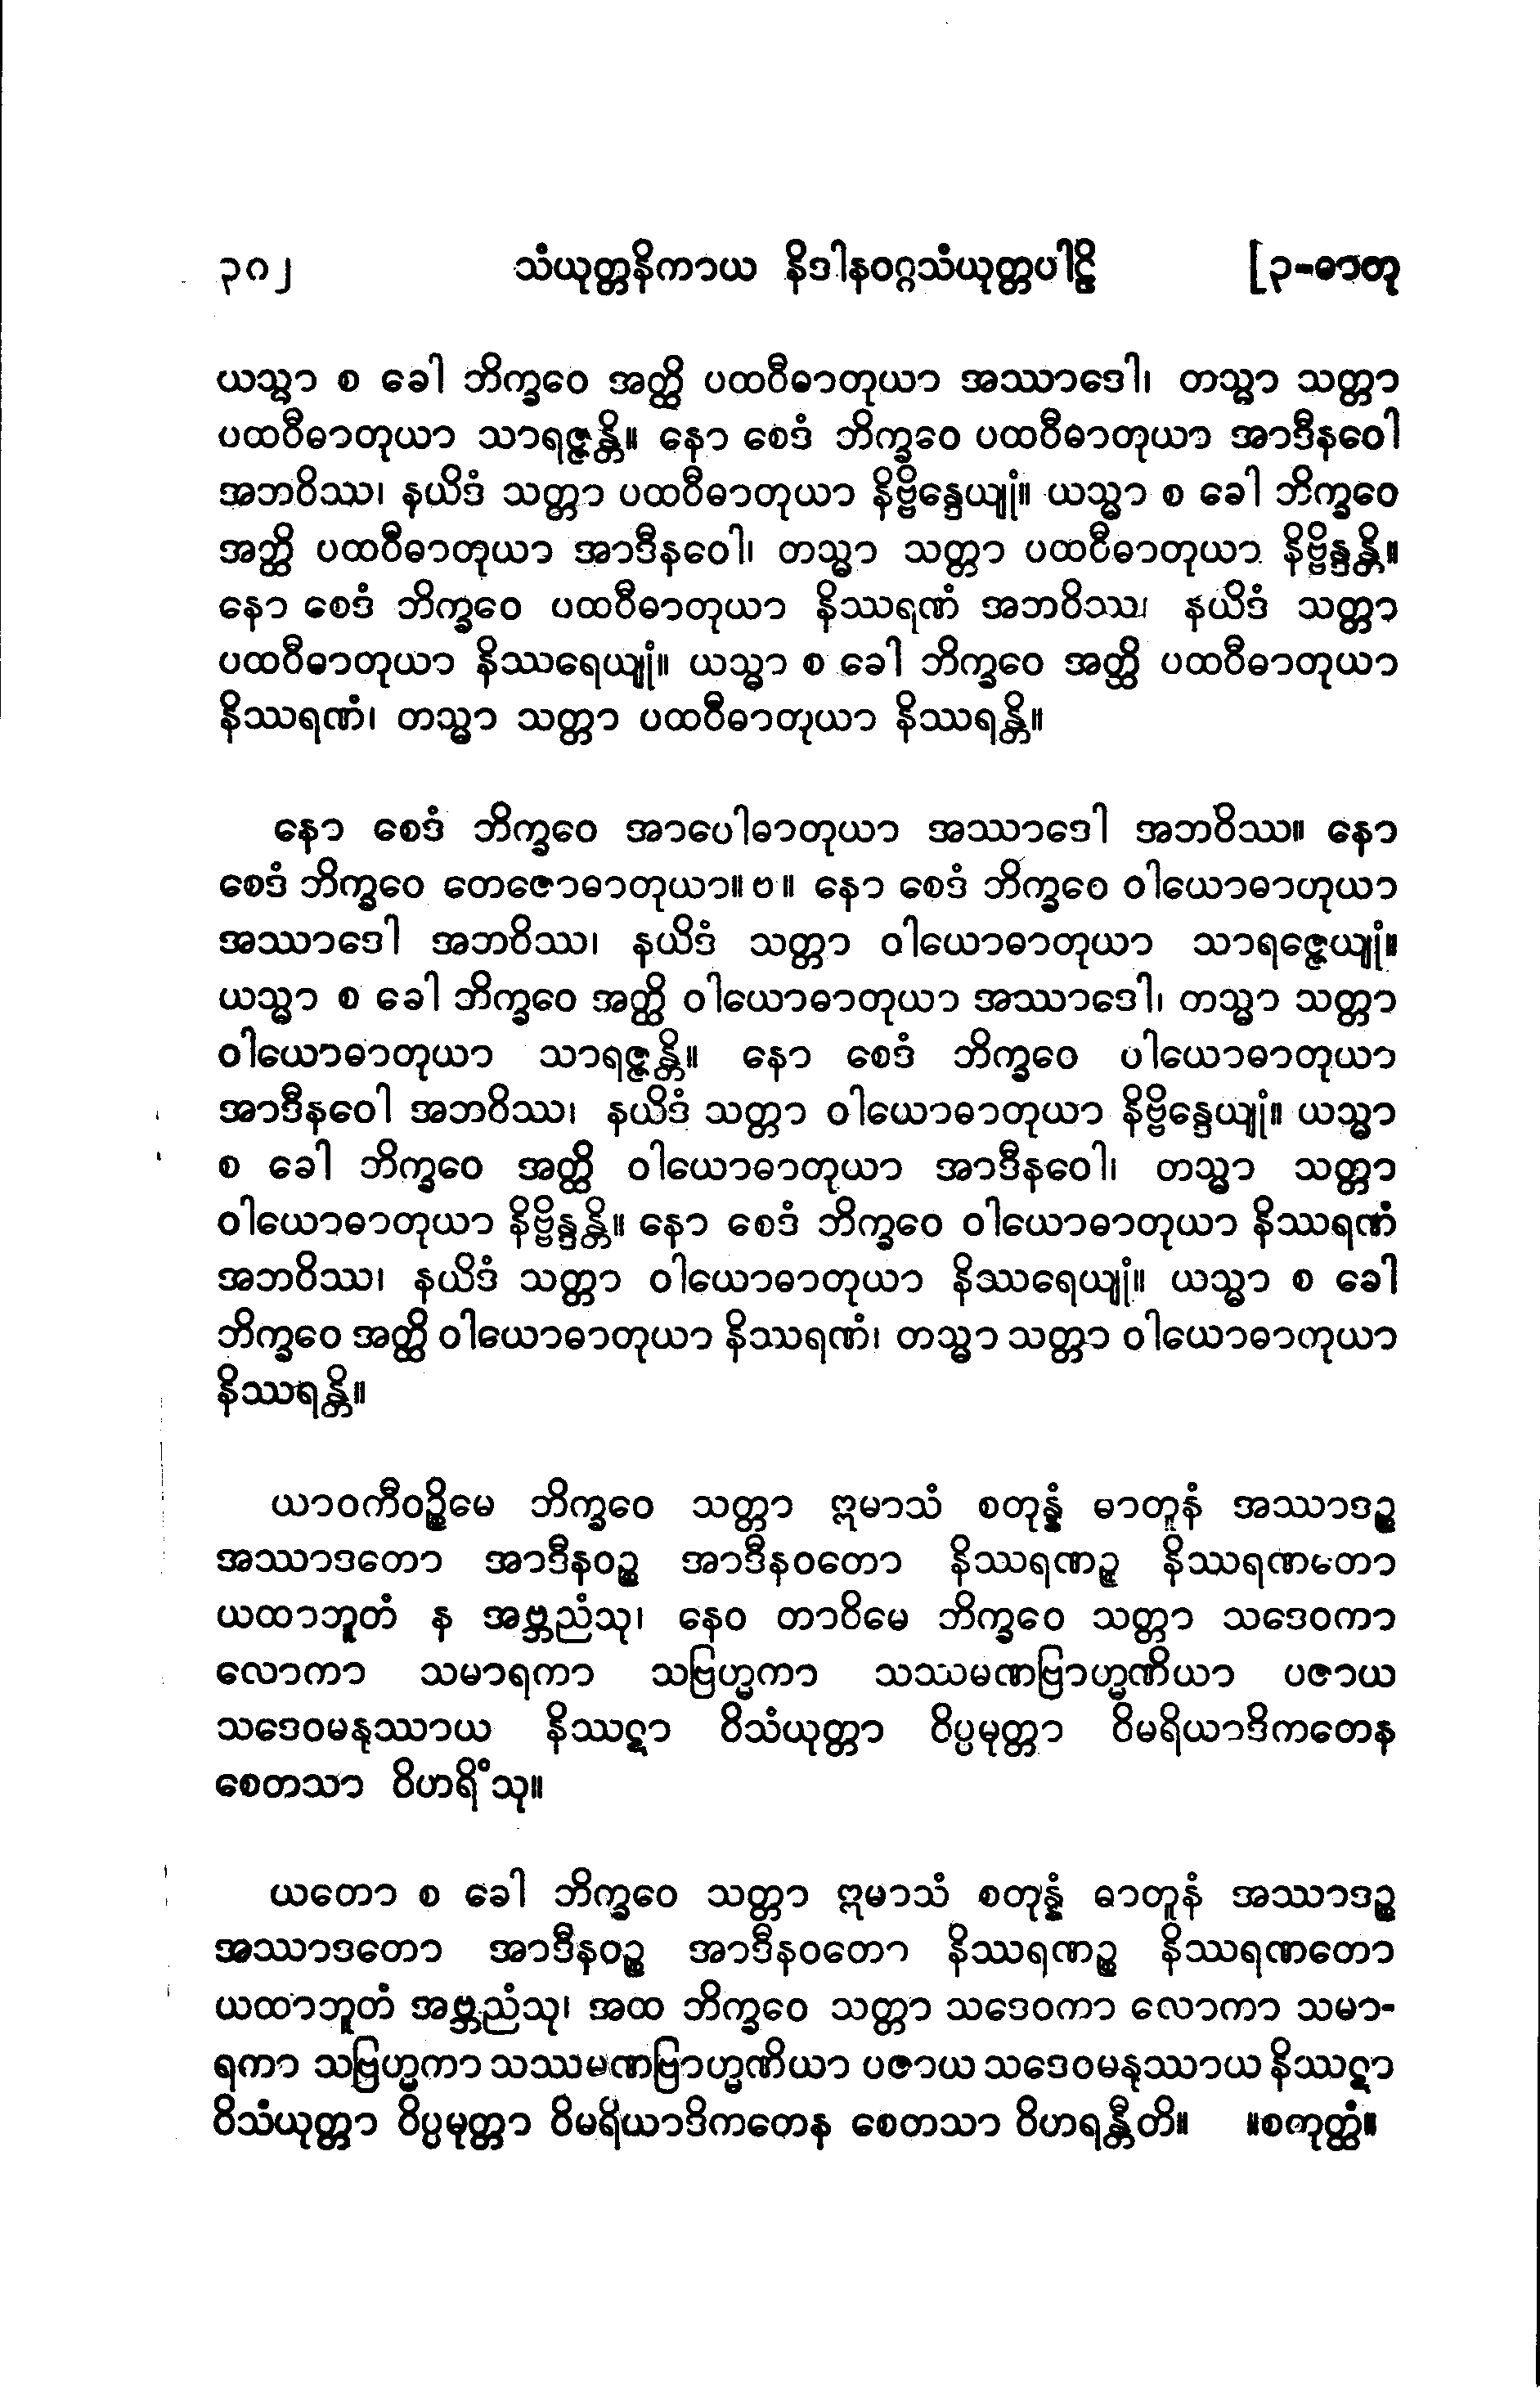 ၃၈၂ သံယုတ္တနိကာယ နိဒါနဝဂ္ဂသံယုတ္တပါဠိ [၃-ဓာတု
ယသ္မာ စ ခေါ ဘိက္ခဝေ အတ္ထိ ပထဝီဓာတုယာ အဿာဒေါ၊ တသ္မာ သတ္တာ
ပထဝီဓာတုယာ သာရဇ္ဇန္တိ။ နော စေဒံ ဘိက္ခဝေ ပထဝီဓာတုယာ အာဒီနဝေါ
အဘဝိဿ၊ နယိဒံ သတ္တာ ပထဝီဓာတုယာ နိဗ္ဗိန္ဒေယျုံ။ ယသ္မာ စ ခေါ ဘိက္ခဝေ
အတ္ထိ ပထဝီဓာတုယာ အာဒီနဝေါ၊ တသ္မာ သတ္တာ ပထဝီဓာတုယာ နိဗ္ဗိန္ဒန္တိ။
နော စေဒံ ဘိက္ခဝေ ပထဝီဓာတုယာ နိဿရဏံ အဘဝိဿ၊ နယိဒံ သတ္တာ
ပထဝီဓာတုယာ နိဿရေယျုံ။ ယသ္မာ စ ခေါ ဘိက္ခဝေ အတ္ထိ ပထဝီဓာတုယာ
နိဿရဏံ၊ တသ္မာ သတ္တာ ပထဝီဓာတုယာ နိဿရန္တိ။
နော စေဒံ ဘိက္ခဝေ အာပေါဓာတုယာ အဿာဒေါ အဘဝိဿ။ နော
စေဒံ ဘိက္ခဝေ တေဇောဓာတုယာ။ ဗ ။ နော စေဒံ ဘိက္ခဝေ ဝါယောဓာတုယာ
အဿာဒေါ အဘဝိဿ၊ နယိဒံ သတ္တာ ဝါယောဓာတုယာ သာရဇ္ဇေယျုံ။
ယသ္မာ စ ခေါ ဘိက္ခဝေ အတ္ထိ ဝါယောဓာတုယာ အဿာဒေါ၊ တသ္မာ သတ္တာ
ဝါယောဓာတုယာ သာရဇ္ဇန္တိ။ နော စေဒံ ဘိက္ခဝေ ဝါယောဓာတုယာ
အာဒီနဝေါ အဘဝိဿ၊ နယိဒံ သတ္တာ ဝါယောဓာတုယာ နိဗ္ဗိန္ဒေယျုံ။ ယသ္မာ
စ ခေါ ဘိက္ခဝေ အတ္ထိ ဝါယောဓာတုယာ အာဒီနဝေါ၊ တသ္မာ သတ္တာ
ဝါယောဓာတုယာ နိဗ္ဗိန္ဒန္တိ။ နော စေဒံ ဘိက္ခဝေ ဝါယောဓာတုယာ နိဿရဏံ
အဘဝိဿ၊ နယိဒံ သတ္တာ ဝါယောဓာတုယာ နိဿရေယျုံ။ ယသ္မာ စ ခေါ
ဘိက္ခဝေ အတ္ထိ ဝါယောဓာတုယာ နိဿရဏံ၊ တသ္မာ သတ္တာ ဝါယောဓာတုယာ
နိဿရန္တိ။
ယာဝကီဝဉ္စိမေ ဘိက္ခဝေ သတ္တာ ဣမာသံ စတုန္နံ ဓာတူနံ အဿာဒဉ္စ
အဿာဒတော အာဒီနဝဉ္စ အာဒီနဝတော နိဿရဏဉ္စ နိဿရဏတော
ယထာဘူတံ န အဗ္ဘညံသု၊ နေဝ တာဝိမေ ဘိက္ခဝေ သတ္တာ သဒေဝကာ
လောကာ သမာရကာ သဗြဟ္မကာ သဿမဏဗြာဟ္မဏိယာ ပဇာယ
သဒေဝမနုဿာယ နိဿဋာ ဝိသံယုတ္တာ ဝိပ္ပမုတ္တာ ဝိမရိယာဒိကတေန
စေတသာ ဝိဟရိံသု။
ယတော စ ခေါ ဘိက္ခဝေ သတ္တာ ဣမာသံ စတုန္နံ ဓာတူနံ အဿာဒဉ္စ
အဿာဒတော အာဒီနဝဉ္စ အာဒီနဝတော နိဿရဏဉ္စ နိဿရဏတော
ယထာဘူတံ အဗ္ဘညံသု၊ အထ ဘိက္ခဝေ သတ္တာ သဒေဝကာ လောကာ သမာ-
ရကာ သဗြဟ္မကာ သဿမဏဗြာဟ္မဏိယာ ပဇာယ သဒေဝမနုဿာယ နိဿဋာ
ဝိသံယုတ္တာ ဝိပ္ပမုတ္တာ ဝိမရိယာဒိကတေန စေတသာ ဝိဟရန္တီတိ။ ။စတုတ္ထံ။